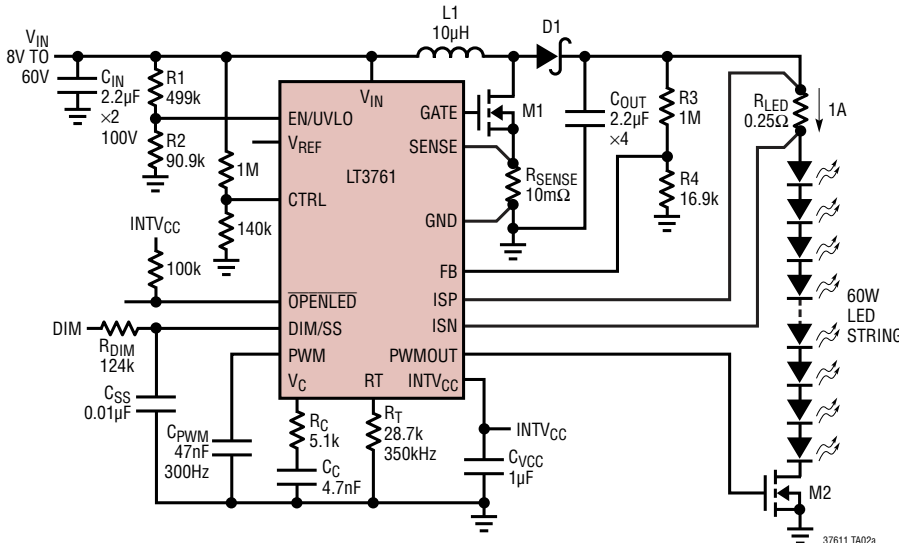 L1
10µH
D1
V_IN
8V TO
60V
C_IN
2.2µF
×2
100V
R1
499k
R2
90.9k
1M
140k
V_IN
EN/UVLO
V_REF
LT3761
CTRL
GATE
SENSE
GND
FB
ISP
ISN
PWMOUT
INTV_CC
OPENLED
DIM/SS
PWM
V_C
RT
M1
R_SENSE
10mΩ
C_OUT
2.2µF
×4
R3
1M
R4
16.9k
R_LED
0.25Ω
1A
60W
LED
STRING
INTV_CC
100k
DIM
R_DIM
124k
C_SS
0.01µF
C_PWM
47nF
300Hz
R_C
5.1k
C_C
4.7nF
R_T
28.7k
350kHz
INTV_CC
C_VCC
1µF
M2
37611 TA02a